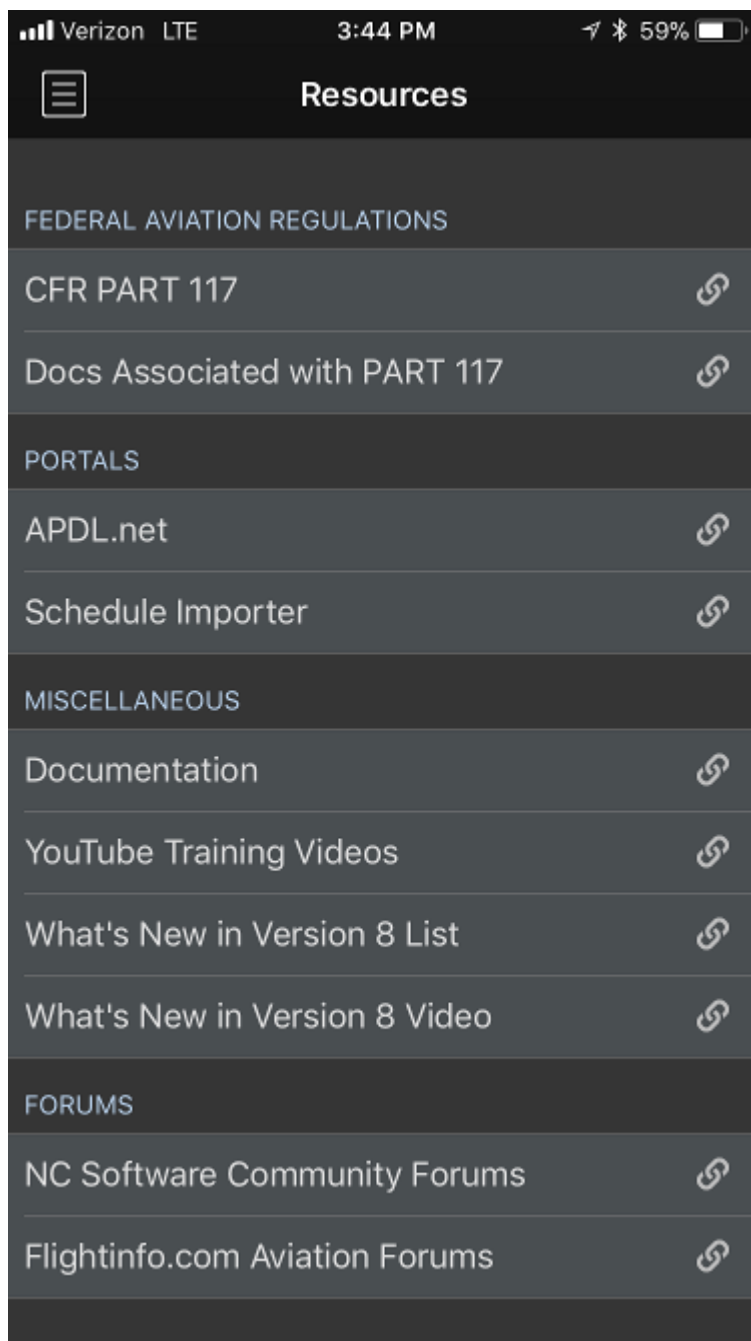 Verizon LTE 3:44 PM 59%
Resources
FEDERAL AVIATION REGULATIONS
CFR PART 117
Docs Associated with PART 117
PORTALS
APDL.net
Schedule Importer
MISCELLANEOUS
Documentation
YouTube Training Videos
What's New in Version 8 List
What's New in Version 8 Video
FORUMS
NC Software Community Forums
Flightinfo.com Aviation Forums